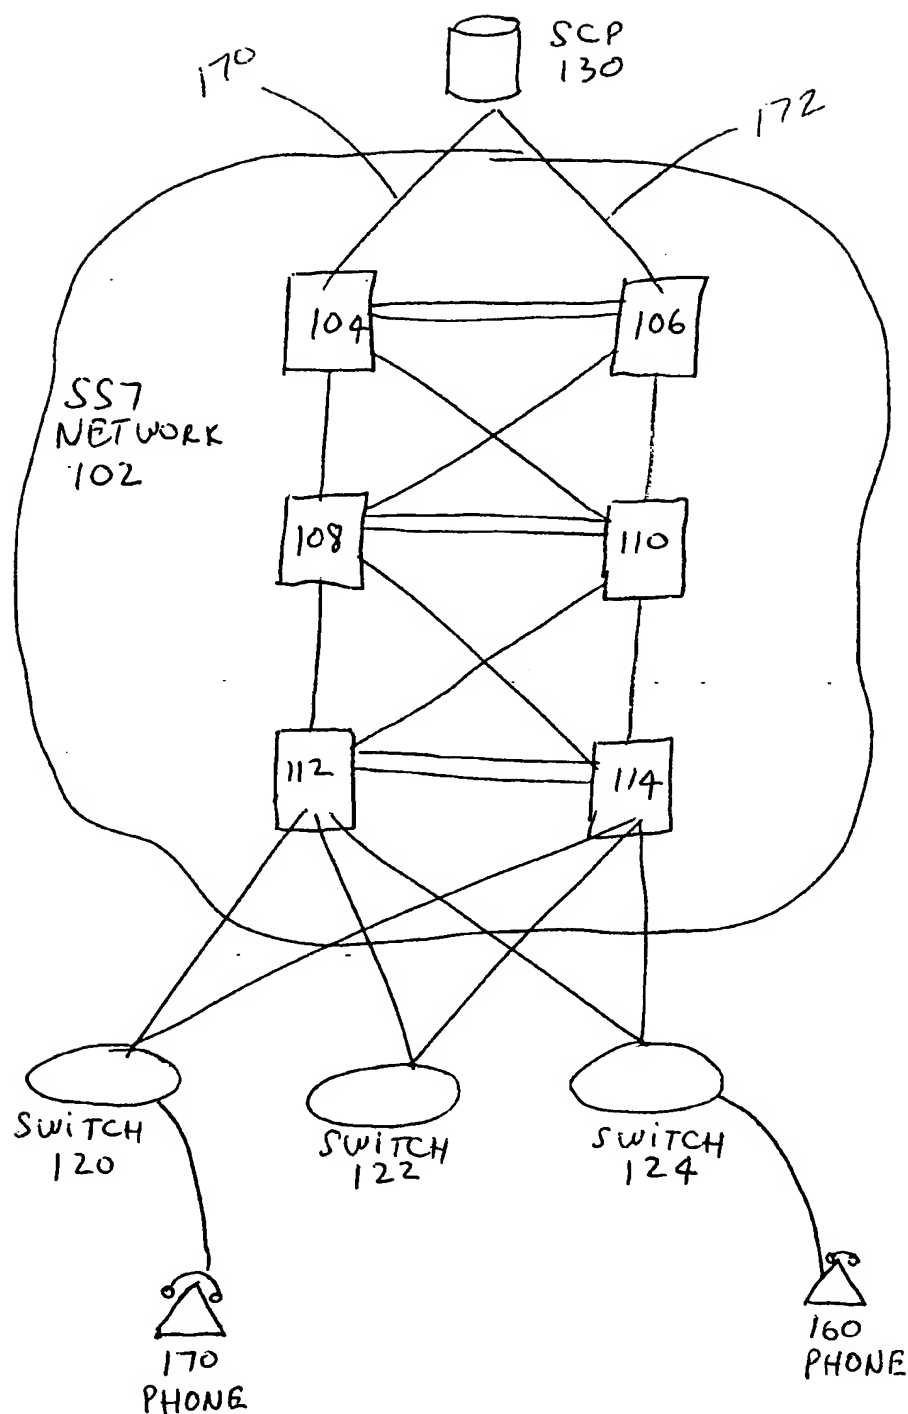 SCP
130
170
172
104
106
SS7
NETWORK
102
108
110
112
114
SWITCH
120
SWITCH
122
SWITCH
124
170
PHONE
160
PHONE